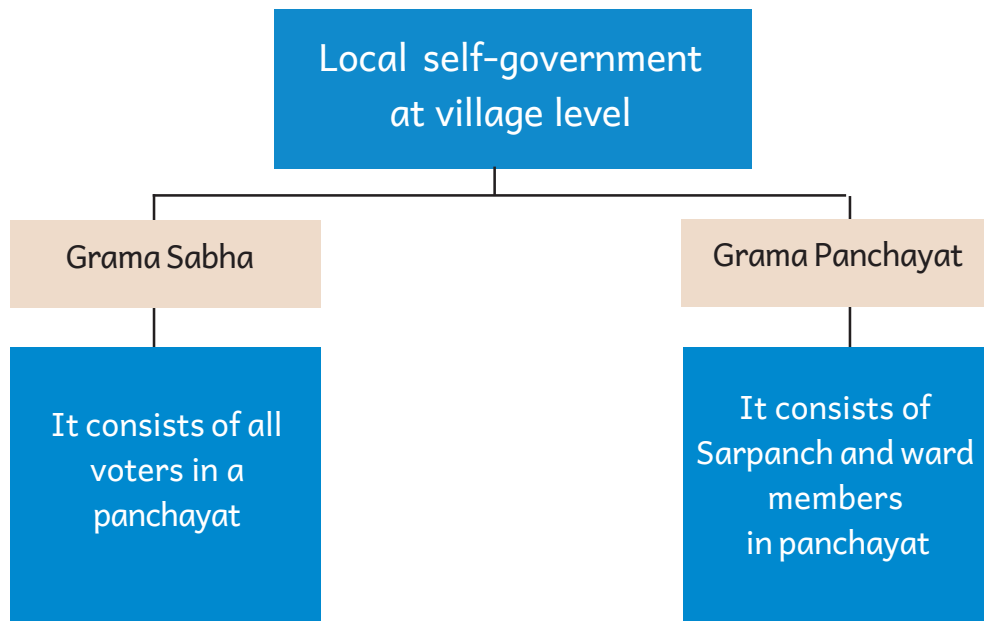 Local self-government
at village level
Grama Sabha
Grama Panchayat
It consists of all
voters in a
panchayat
It consists of
Sarpanch and ward
members
in panchayat